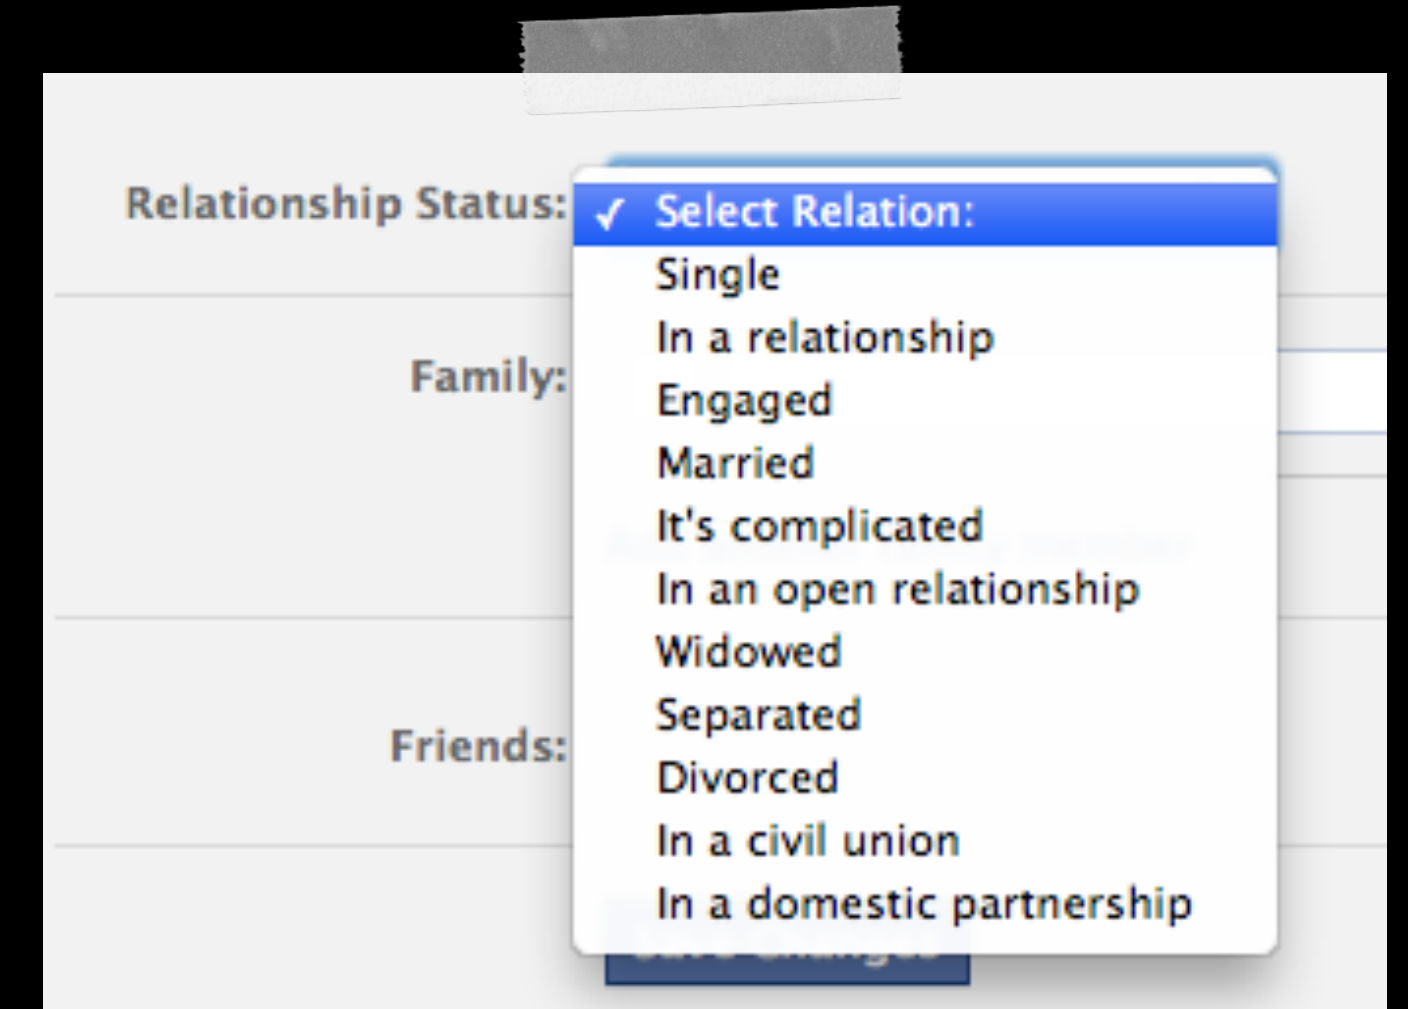 Relationship Status:
✓ Select Relation:
Single
In a relationship
Family:
Engaged
Married
It's complicated
In an open relationship
Widowed
Separated
Friends:
Divorced
In a civil union
In a domestic partnership